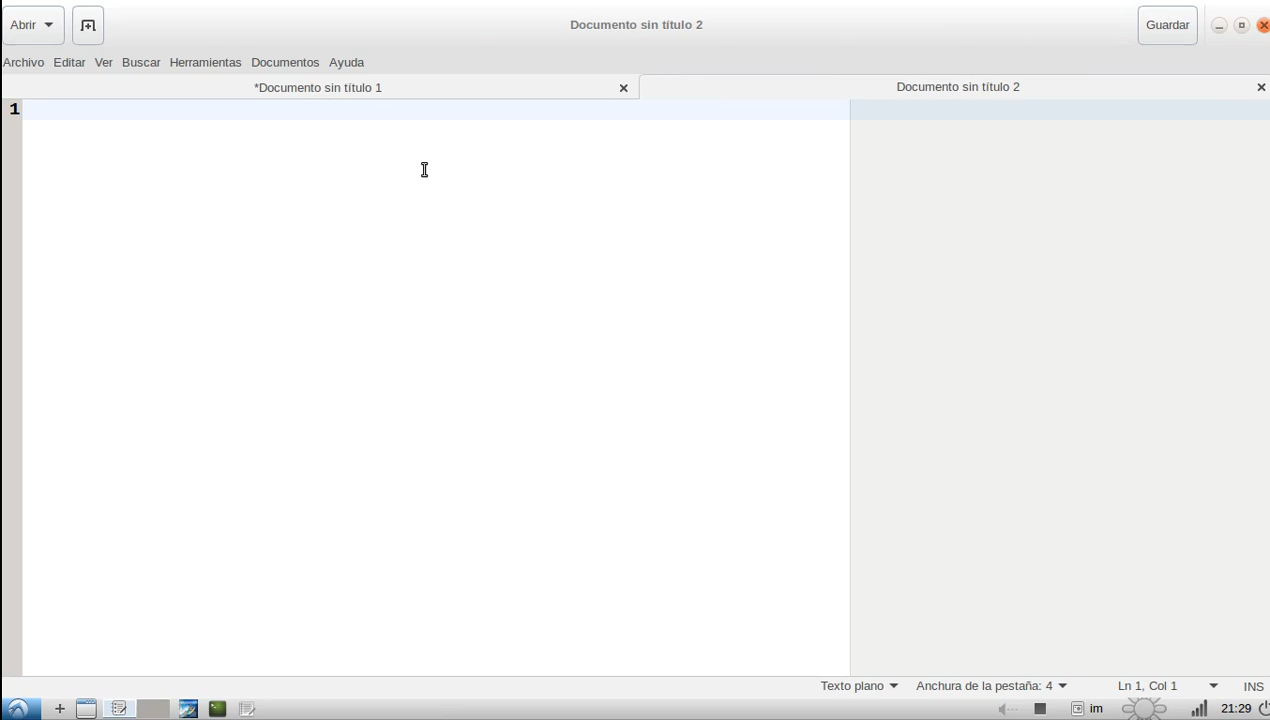 Abrir
Documento sin título 2
Guardar
Archivo Editar Ver Buscar Herramientas Documentos Ayuda
*Documento sin título 1
Documento sin título 2
1
Texto plano Anchura de la pestaña: 4 Ln 1, Col 1 INS
im 21:29